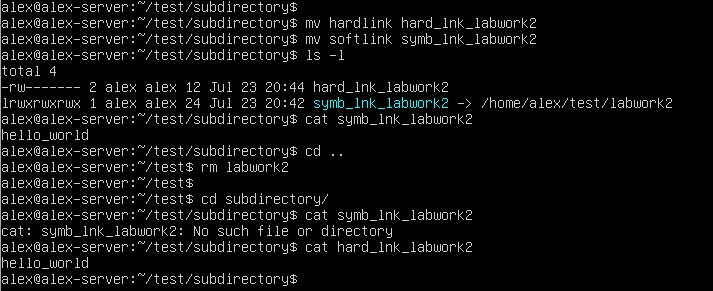 alex@alex-server:~/test/subdirectory$
alex@alex-server:~/test/subdirectory$ mv hardlink hard_lnk_labwork2
alex@alex-server:~/test/subdirectory$ mv softlink symb_lnk_labwork2
alex@alex-server:~/test/subdirectory$ ls -l
total 4
-rw------- 2 alex alex 12 Jul 23 20:44 hard_lnk_labwork2
lrwxrwxrwx 1 alex alex 24 Jul 23 20:42 symb_lnk_labwork2 -> /home/alex/test/labwork2
alex@alex-server:~/test/subdirectory$ cat symb_lnk_labwork2
hello_world
alex@alex-server:~/test/subdirectory$ cd ..
alex@alex-server:~/test$ rm labwork2
alex@alex-server:~/test$
alex@alex-server:~/test$ cd subdirectory/
alex@alex-server:~/test/subdirectory$ cat symb_lnk_labwork2
cat: symb_lnk_labwork2: No such file or directory
alex@alex-server:~/test/subdirectory$ cat hard_lnk_labwork2
hello_world
alex@alex-server:~/test/subdirectory$